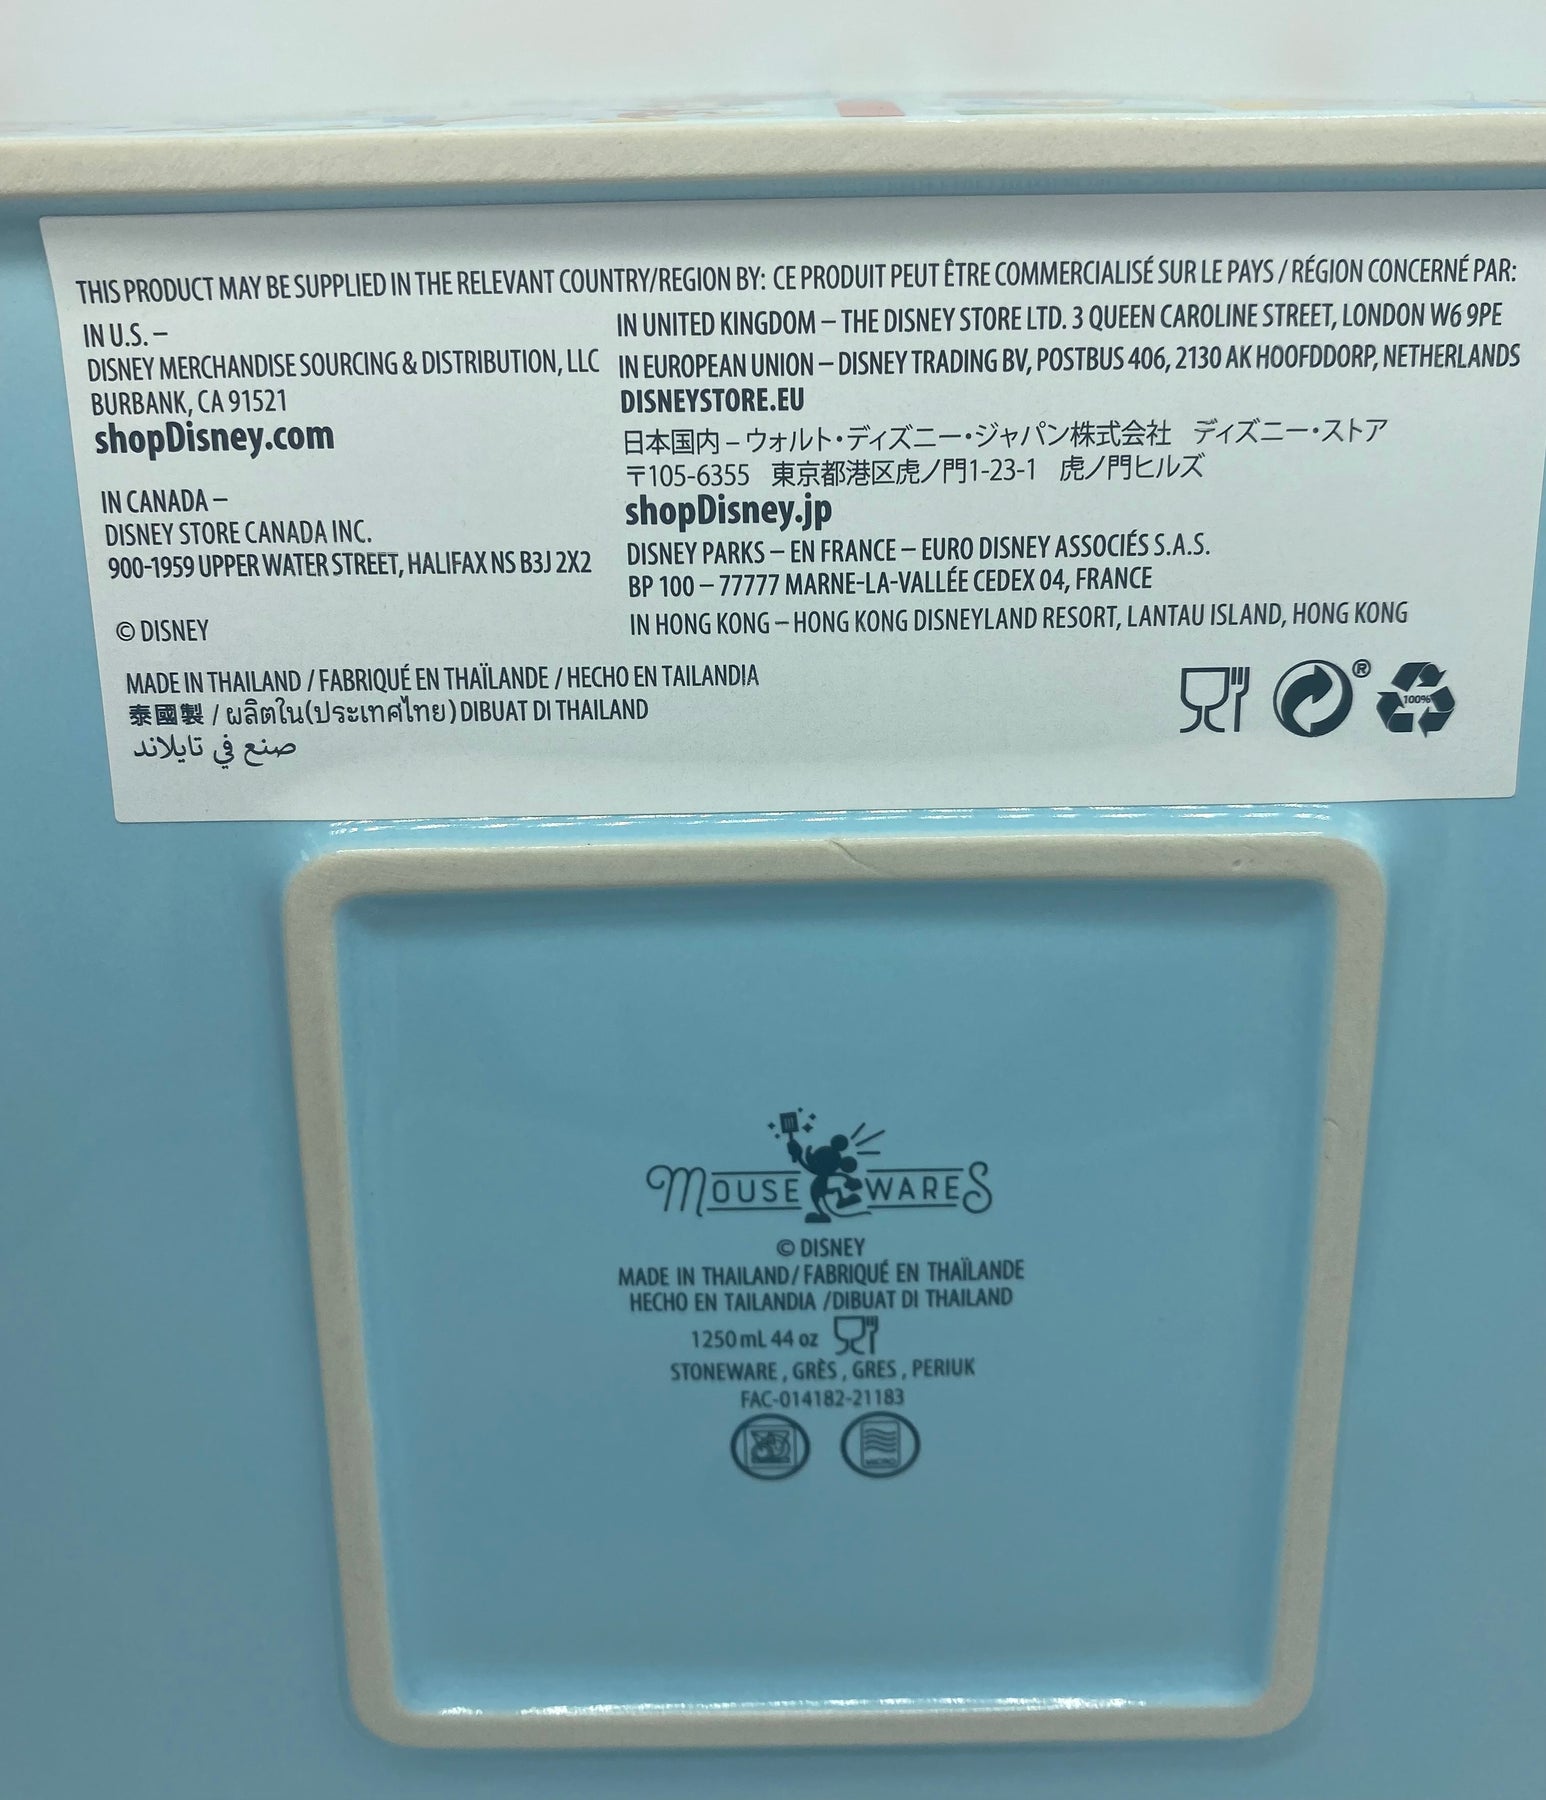 THIS PRODUCT MAY BE SUPPLIED IN THE RELEVANT COUNTRY/REGION BY: CE PRODUIT PEUT ÊTRE COMMERCIALISÉ SUR LE PAYS / RÉGION CONCERNÉ PAR:
IN U.S. –
DISNEY MERCHANDISE SOURCING & DISTRIBUTION, LLC
BURBANK, CA 91521
shopDisney.com
IN CANADA –
DISNEY STORE CANADA INC.
900-1959 UPPER WATER STREET, HALIFAX NS B3J 2X2
© DISNEY
IN UNITED KINGDOM – THE DISNEY STORE LTD. 3 QUEEN CAROLINE STREET, LONDON W6 9PE
IN EUROPEAN UNION – DISNEY TRADING BV, POSTBUS 406, 2130 AK HOOFDDORP, NETHERLANDS
DISNEYSTORE.EU
日本国内 – ウォルト・ディズニー・ジャパン株式会社 ディズニー・ストア
〒105-6355 東京都港区虎ノ門1-23-1 虎ノ門ヒルズ
shopDisney.jp
DISNEY PARKS – EN FRANCE – EURO DISNEY ASSOCIÉS S.A.S.
BP 100 – 77777 MARNE-LA-VALLÉE CEDEX 04, FRANCE
IN HONG KONG – HONG KONG DISNEYLAND RESORT, LANTAU ISLAND, HONG KONG
MADE IN THAILAND / FABRIQUÉ EN THAÏLANDE / HECHO EN TAILANDIA
泰國製 / ผลิตใน(ประเทศไทย) DIBUAT DI THAILAND
صنع في تايلاند
®
100%
MOUSE WARES
© DISNEY
MADE IN THAILAND/ FABRIQUÉ EN THAÏLANDE
HECHO EN TAILANDIA /DIBUAT DI THAILAND
1250 mL 44 oz
STONEWARE , GRÈS , GRES , PERIUK
FAC-014182-21183
MICRO